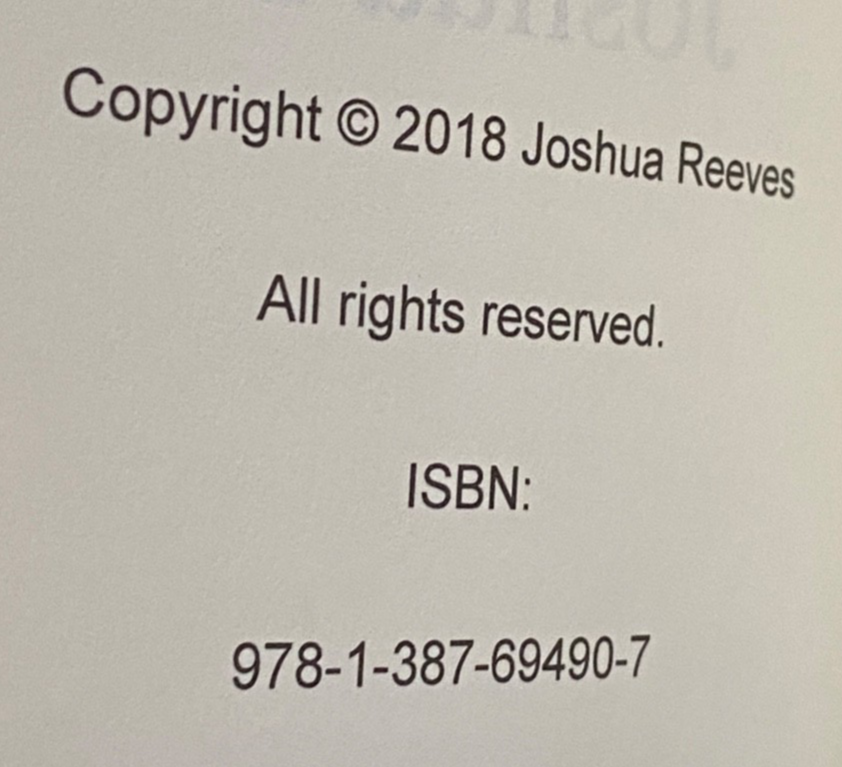 Copyright © 2018 Joshua Reeves
All rights reserved.
ISBN:
978-1-387-69490-7